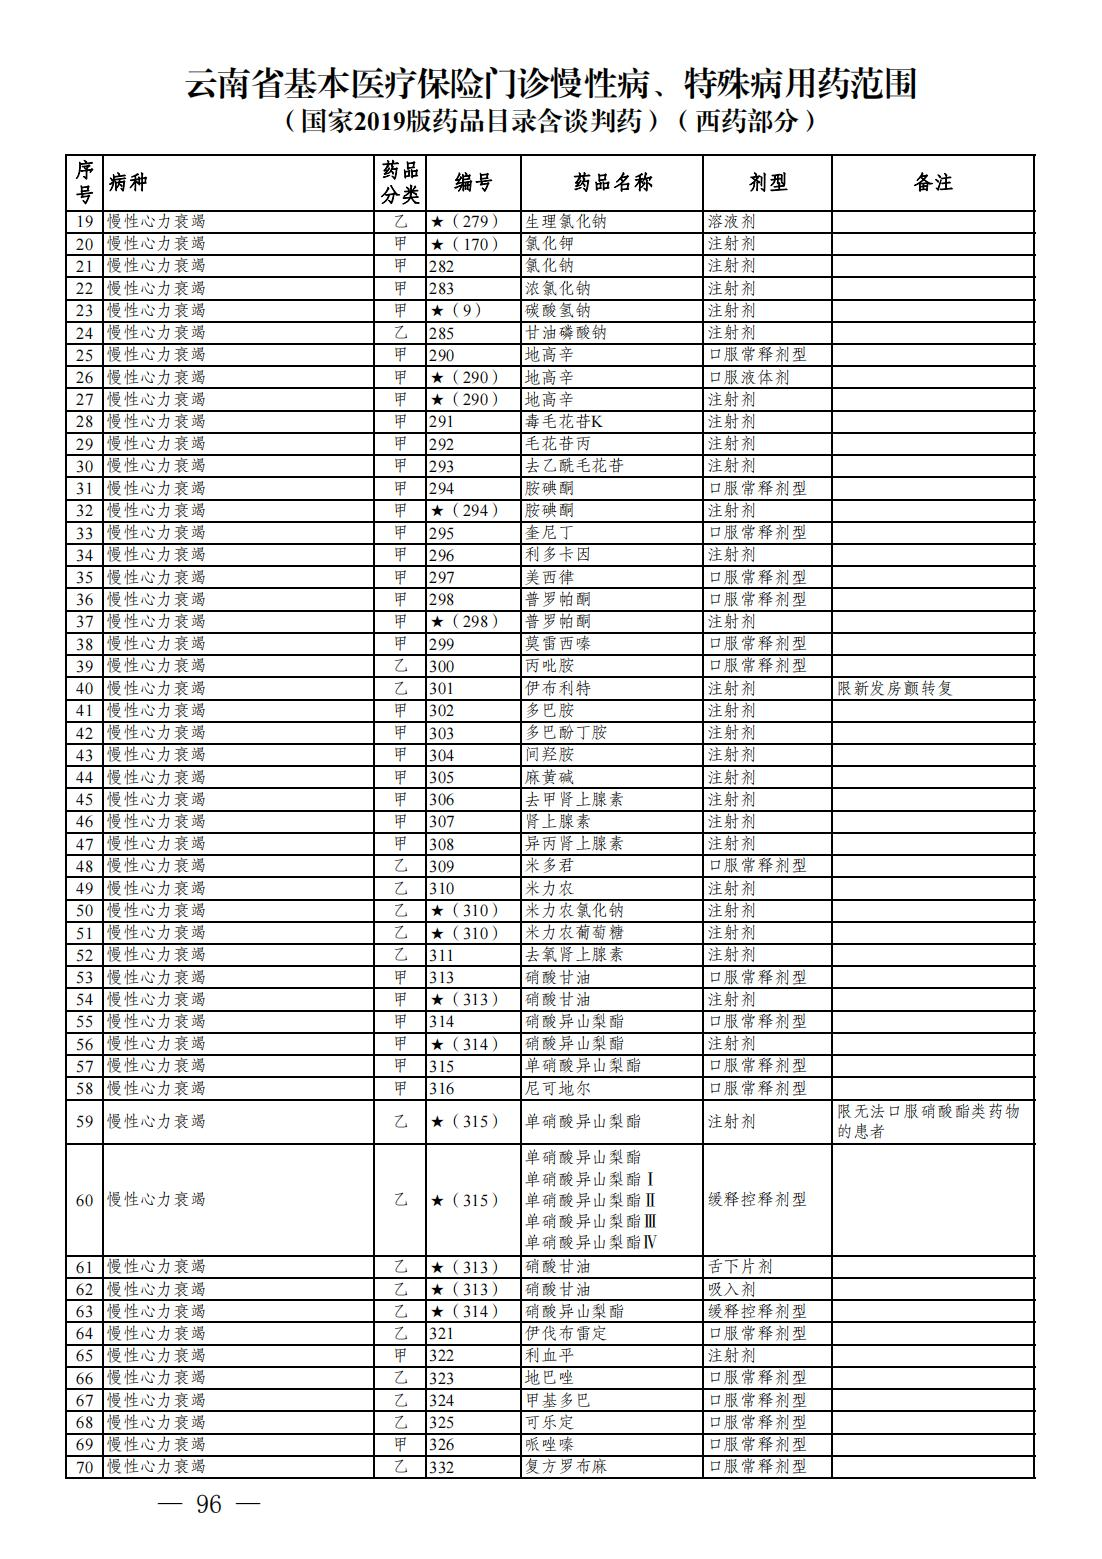 云南省基本医疗保险门诊慢性病、特殊病用药范围
（国家2019版药品目录含谈判药）（西药部分）
序号 病种 药品分类 编号 药品名称 剂型 备注
19 慢性心力衰竭 乙 ★（279） 生理氯化钠 溶液剂
20 慢性心力衰竭 甲 ★（170） 氯化钾 注射剂
21 慢性心力衰竭 甲 282 氯化钠 注射剂
22 慢性心力衰竭 甲 283 浓氯化钠 注射剂
23 慢性心力衰竭 甲 ★（9） 碳酸氢钠 注射剂
24 慢性心力衰竭 乙 285 甘油磷酸钠 注射剂
25 慢性心力衰竭 甲 290 地高辛 口服常释剂型
26 慢性心力衰竭 甲 ★（290） 地高辛 口服液体剂
27 慢性心力衰竭 甲 ★（290） 地高辛 注射剂
28 慢性心力衰竭 甲 291 毒毛花苷K 注射剂
29 慢性心力衰竭 甲 292 毛花苷丙 注射剂
30 慢性心力衰竭 甲 293 去乙酰毛花苷 注射剂
31 慢性心力衰竭 甲 294 胺碘酮 口服常释剂型
32 慢性心力衰竭 甲 ★（294） 胺碘酮 注射剂
33 慢性心力衰竭 甲 295 奎尼丁 口服常释剂型
34 慢性心力衰竭 甲 296 利多卡因 注射剂
35 慢性心力衰竭 甲 297 美西律 口服常释剂型
36 慢性心力衰竭 甲 298 普罗帕酮 口服常释剂型
37 慢性心力衰竭 甲 ★（298） 普罗帕酮 注射剂
38 慢性心力衰竭 甲 299 莫雷西嗪 口服常释剂型
39 慢性心力衰竭 乙 300 丙吡胺 口服常释剂型
40 慢性心力衰竭 乙 301 伊布利特 注射剂 限新发房颤转复
41 慢性心力衰竭 甲 302 多巴胺 注射剂
42 慢性心力衰竭 甲 303 多巴酚丁胺 注射剂
43 慢性心力衰竭 甲 304 间羟胺 注射剂
44 慢性心力衰竭 甲 305 麻黄碱 注射剂
45 慢性心力衰竭 甲 306 去甲肾上腺素 注射剂
46 慢性心力衰竭 甲 307 肾上腺素 注射剂
47 慢性心力衰竭 甲 308 异丙肾上腺素 注射剂
48 慢性心力衰竭 乙 309 米多君 口服常释剂型
49 慢性心力衰竭 乙 310 米力农 注射剂
50 慢性心力衰竭 乙 ★（310） 米力农氯化钠 注射剂
51 慢性心力衰竭 乙 ★（310） 米力农葡萄糖 注射剂
52 慢性心力衰竭 乙 311 去氧肾上腺素 注射剂
53 慢性心力衰竭 甲 313 硝酸甘油 口服常释剂型
54 慢性心力衰竭 甲 ★（313） 硝酸甘油 注射剂
55 慢性心力衰竭 甲 314 硝酸异山梨酯 口服常释剂型
56 慢性心力衰竭 甲 ★（314） 硝酸异山梨酯 注射剂
57 慢性心力衰竭 甲 315 单硝酸异山梨酯 口服常释剂型
58 慢性心力衰竭 甲 316 尼可地尔 口服常释剂型
59 慢性心力衰竭 乙 ★（315） 单硝酸异山梨酯 注射剂 限无法口服硝酸酯类药物
的患者
60 慢性心力衰竭 乙 ★（315） 单硝酸异山梨酯
单硝酸异山梨酯Ⅰ
单硝酸异山梨酯Ⅱ
单硝酸异山梨酯Ⅲ
单硝酸异山梨酯Ⅳ 缓释控释剂型
61 慢性心力衰竭 乙 ★（313） 硝酸甘油 舌下片剂
62 慢性心力衰竭 乙 ★（313） 硝酸甘油 吸入剂
63 慢性心力衰竭 乙 ★（314） 硝酸异山梨酯 缓释控释剂型
64 慢性心力衰竭 乙 321 伊伐布雷定 口服常释剂型
65 慢性心力衰竭 甲 322 利血平 注射剂
66 慢性心力衰竭 乙 323 地巴唑 口服常释剂型
67 慢性心力衰竭 乙 324 甲基多巴 口服常释剂型
68 慢性心力衰竭 乙 325 可乐定 口服常释剂型
69 慢性心力衰竭 甲 326 哌唑嗪 口服常释剂型
70 慢性心力衰竭 乙 332 复方罗布麻 口服常释剂型
— 96 —